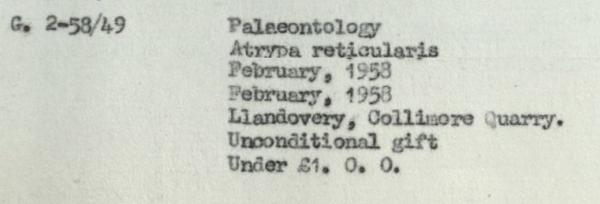 G. 2-58/49 Palaeontology
Atrypa reticularis
February, 1958
February, 1958
Llandovery, Collimore Quarry.
Unconditional gift
Under £1. 0. 0.